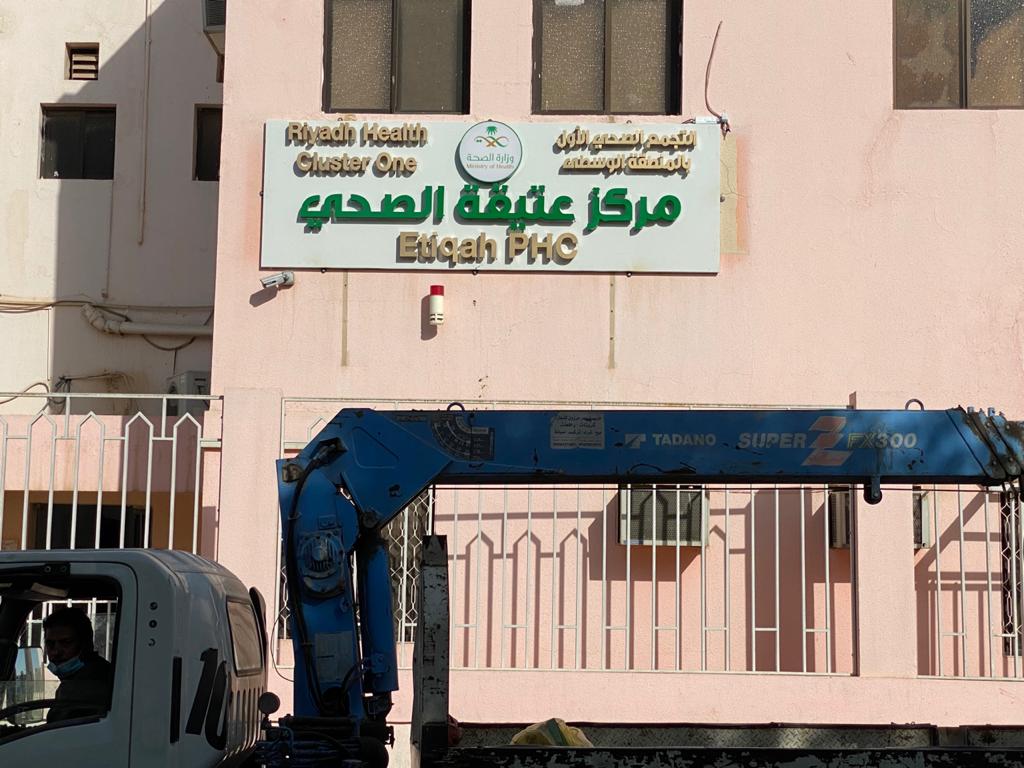 Riyadh Health
Cluster One
وزارة الصحة
Ministry of Health
التجمع الصحي الأول
بالمنطقة الوسطى
مركز عتيقة الصحي
Etiqah PHC
TADANO SUPER Z FX300
10